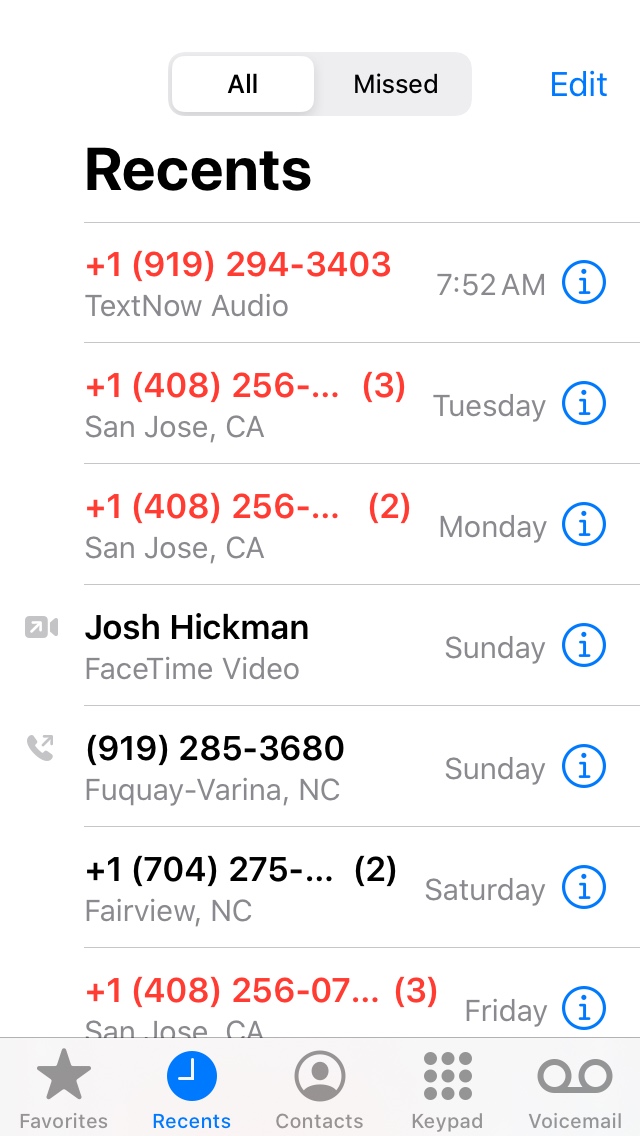 All Missed Edit
Recents
+1 (919) 294-3403
TextNow Audio
7:52 AM
+1 (408) 256-... (3)
San Jose, CA
Tuesday
+1 (408) 256-... (2)
San Jose, CA
Monday
Josh Hickman
FaceTime Video
Sunday
(919) 285-3680
Fuquay-Varina, NC
Sunday
+1 (704) 275-... (2)
Fairview, NC
Saturday
+1 (408) 256-07... (3)
San Jose, CA
Friday
Favorites Recents Contacts Keypad Voicemail